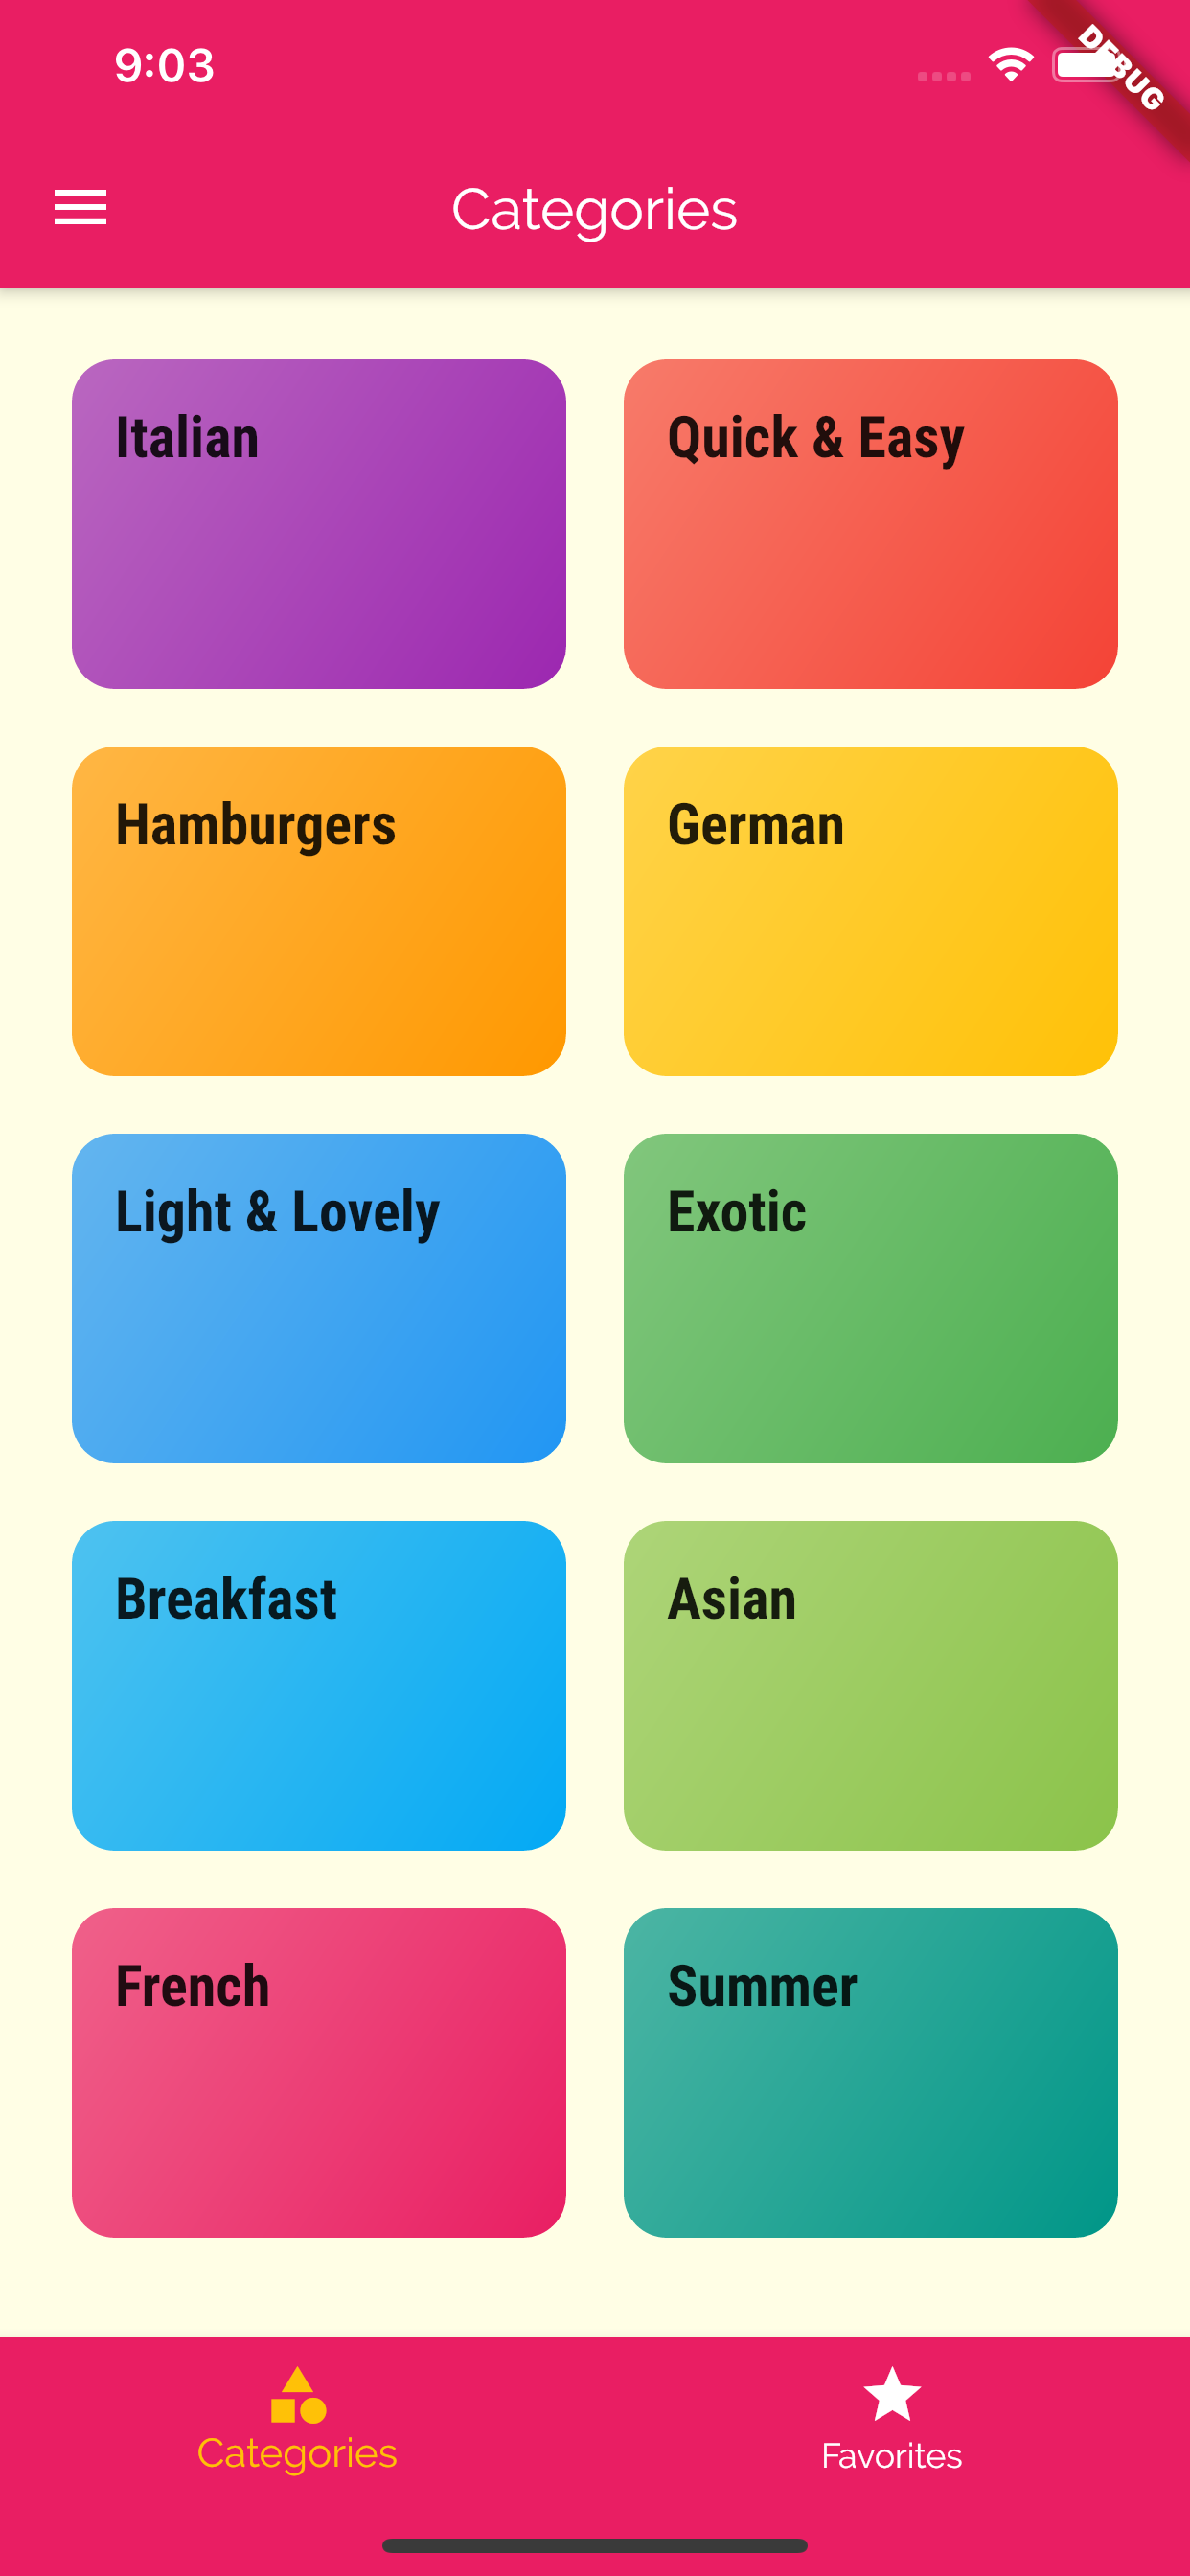 9:03
DEBUG
Categories
Italian
Quick & Easy
Hamburgers
German
Light & Lovely
Exotic
Breakfast
Asian
French
Summer
Categories
Favorites